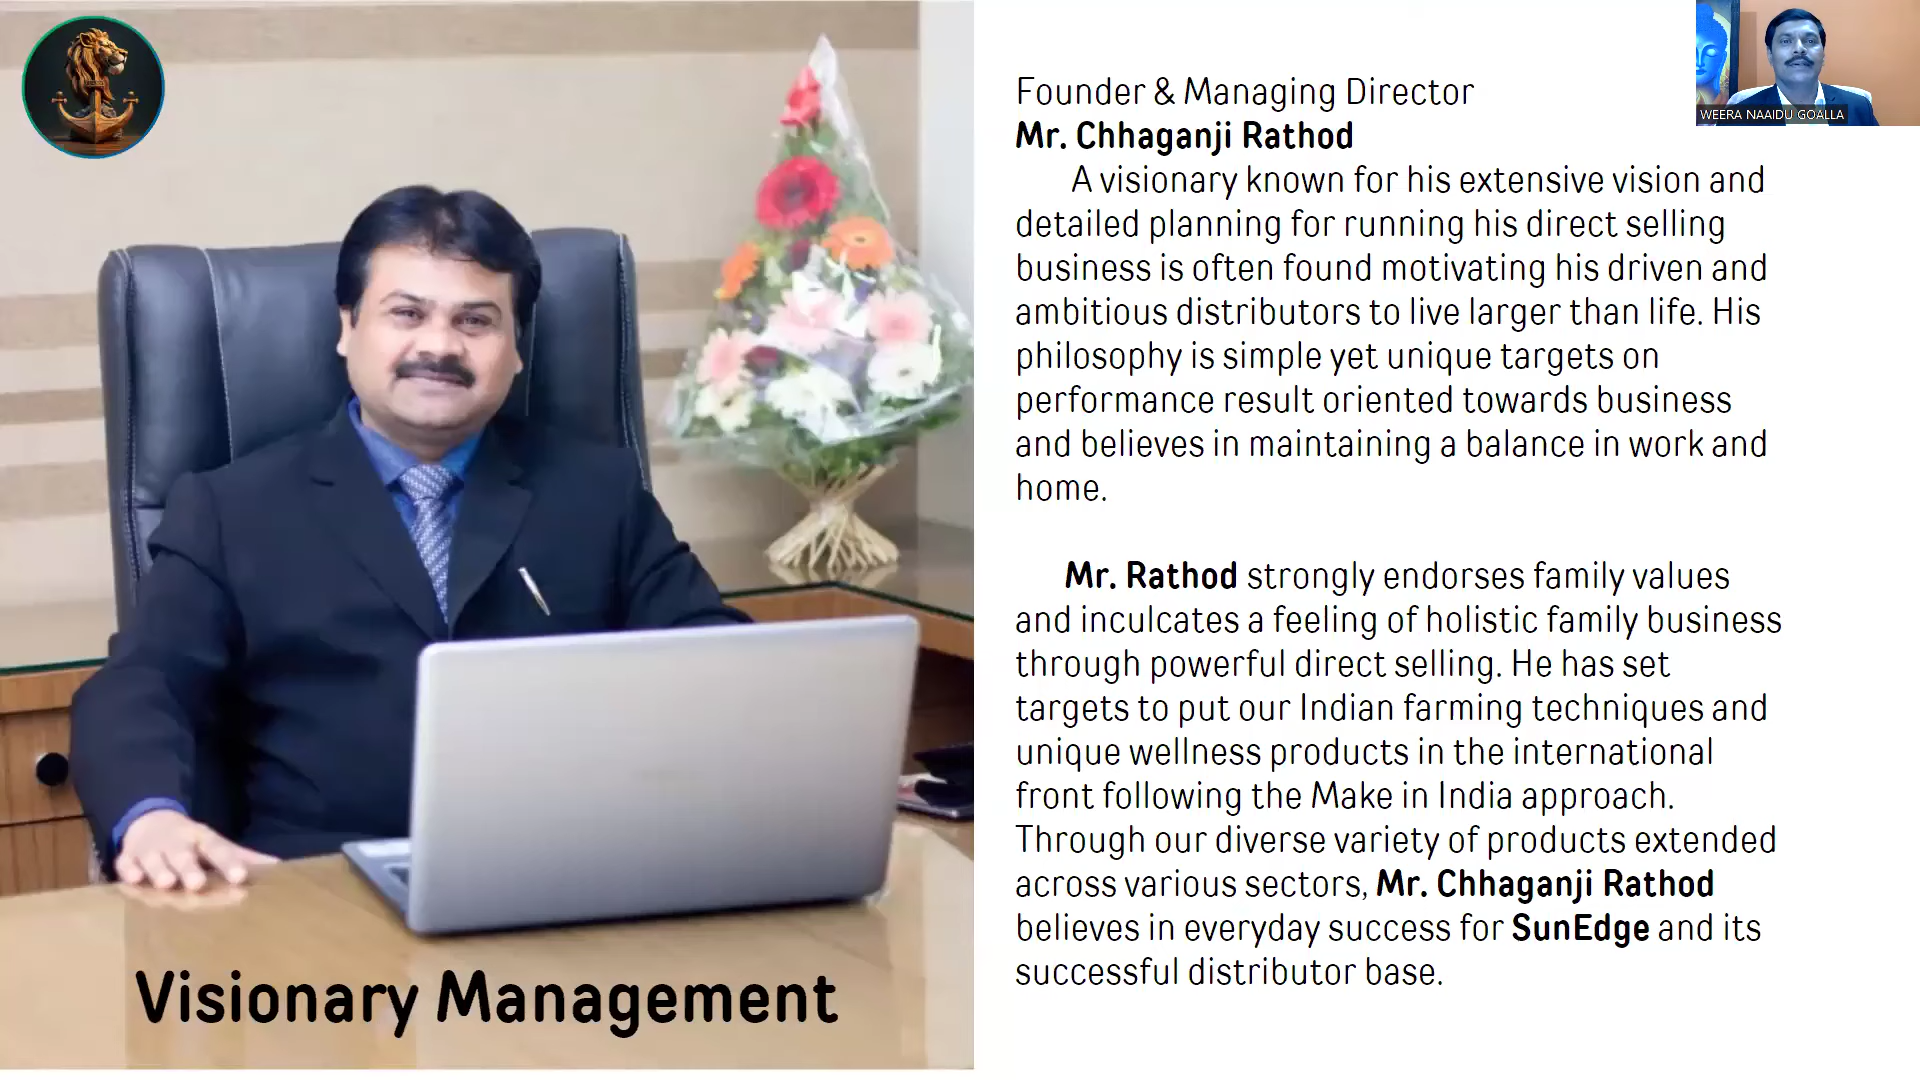 Founder & Managing Director
Mr. Chhaganji Rathod
A visionary known for his extensive vision and
detailed planning for running his direct selling
business is often found motivating his driven and
ambitious distributors to live larger than life. His
philosophy is simple yet unique targets on
performance result oriented towards business
and believes in maintaining a balance in work and
home.
Mr. Rathod strongly endorses family values
and inculcates a feeling of holistic family business
through powerful direct selling. He has set
targets to put our Indian farming techniques and
unique wellness products in the international
front following the Make in India approach.
Through our diverse variety of products extended
across various sectors, Mr. Chhaganji Rathod
believes in everyday success for SunEdge and its
successful distributor base.
Visionary Management
WEERA NAAIDU GOALLA